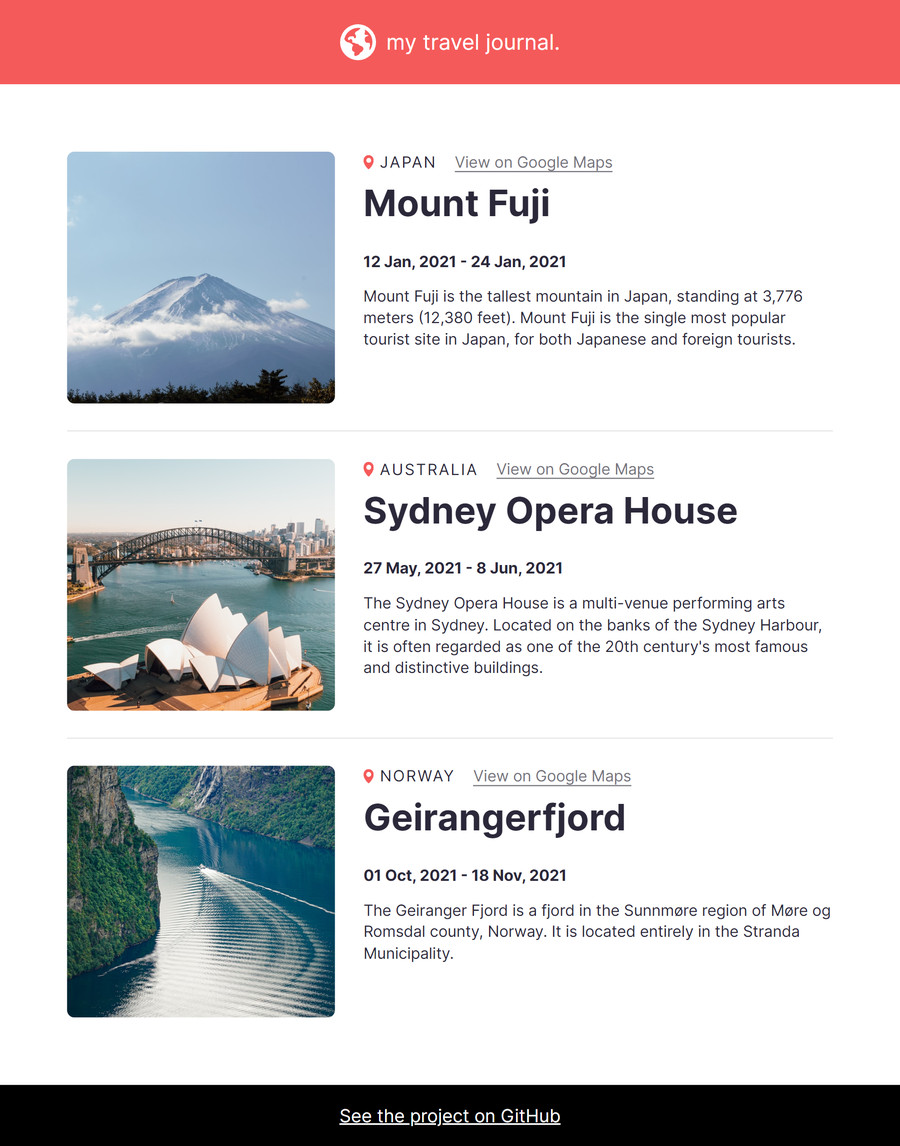 my travel journal.
JAPAN View on Google Maps
Mount Fuji
12 Jan, 2021 - 24 Jan, 2021
Mount Fuji is the tallest mountain in Japan, standing at 3,776
meters (12,380 feet). Mount Fuji is the single most popular
tourist site in Japan, for both Japanese and foreign tourists.
AUSTRALIA View on Google Maps
Sydney Opera House
27 May, 2021 - 8 Jun, 2021
The Sydney Opera House is a multi-venue performing arts
centre in Sydney. Located on the banks of the Sydney Harbour,
it is often regarded as one of the 20th century's most famous
and distinctive buildings.
NORWAY View on Google Maps
Geirangerfjord
01 Oct, 2021 - 18 Nov, 2021
The Geiranger Fjord is a fjord in the Sunnmøre region of Møre og
Romsdal county, Norway. It is located entirely in the Stranda
Municipality.
See the project on GitHub